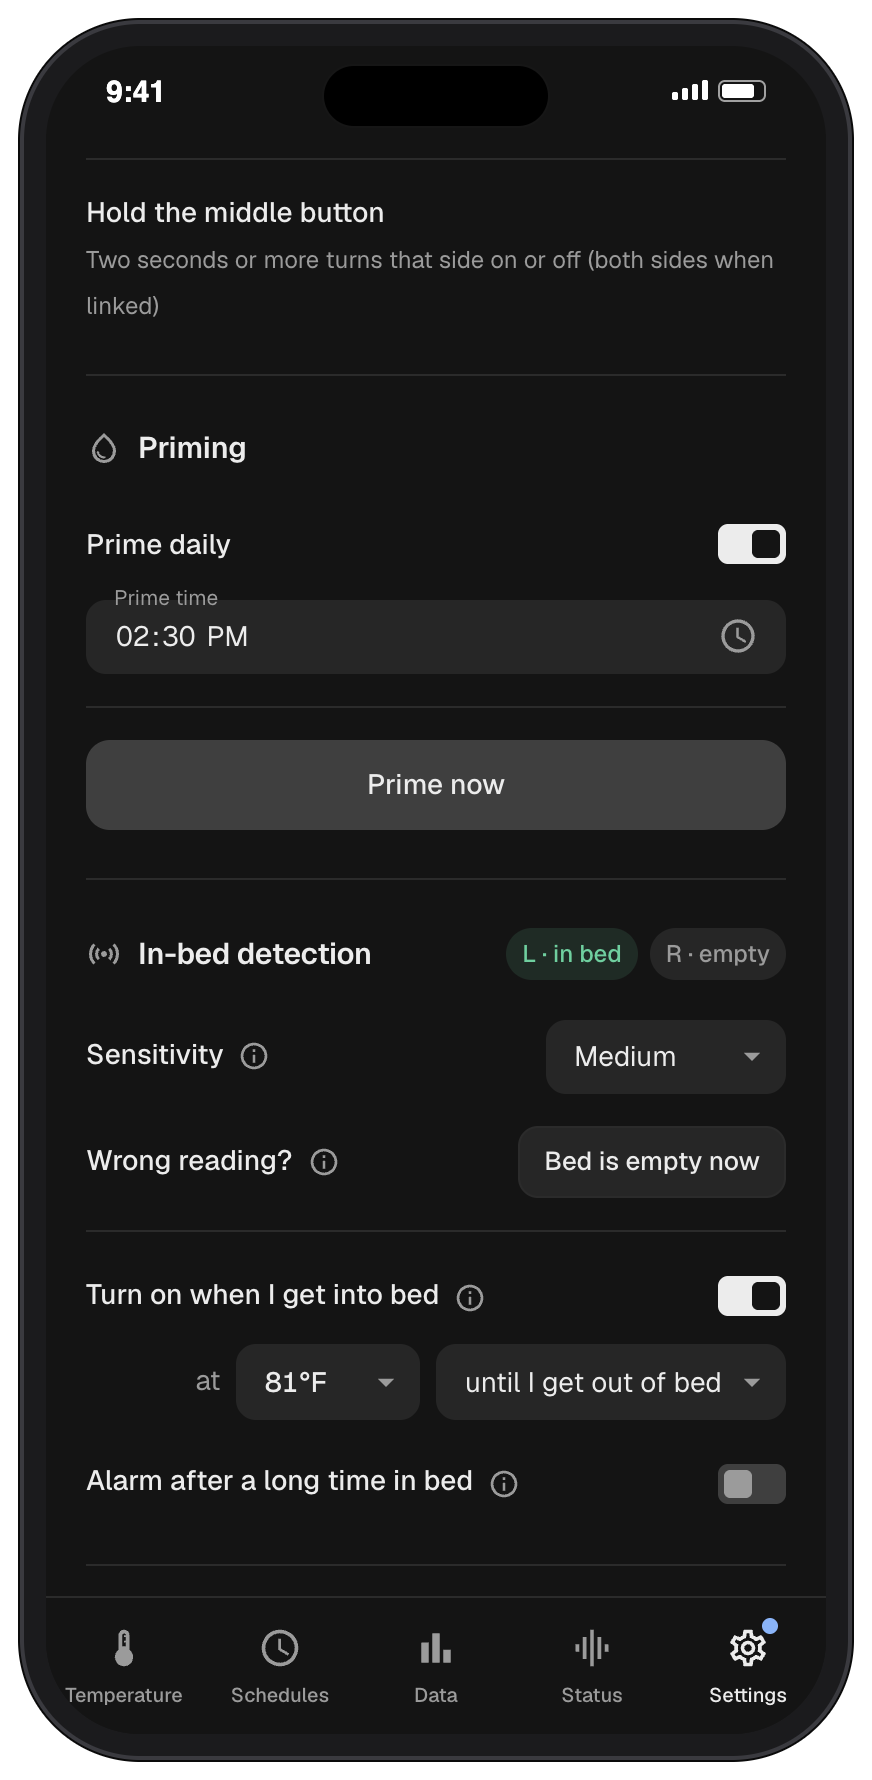 9:41
Hold the middle button
Two seconds or more turns that side on or off (both sides when
linked)
Priming
Prime daily
Prime time
02:30 PM
Prime now
In-bed detection
L · in bed
R · empty
Sensitivity
Medium
Wrong reading?
Bed is empty now
Turn on when I get into bed
at
81°F
until I get out of bed
Alarm after a long time in bed
Temperature
Schedules
Data
Status
Settings